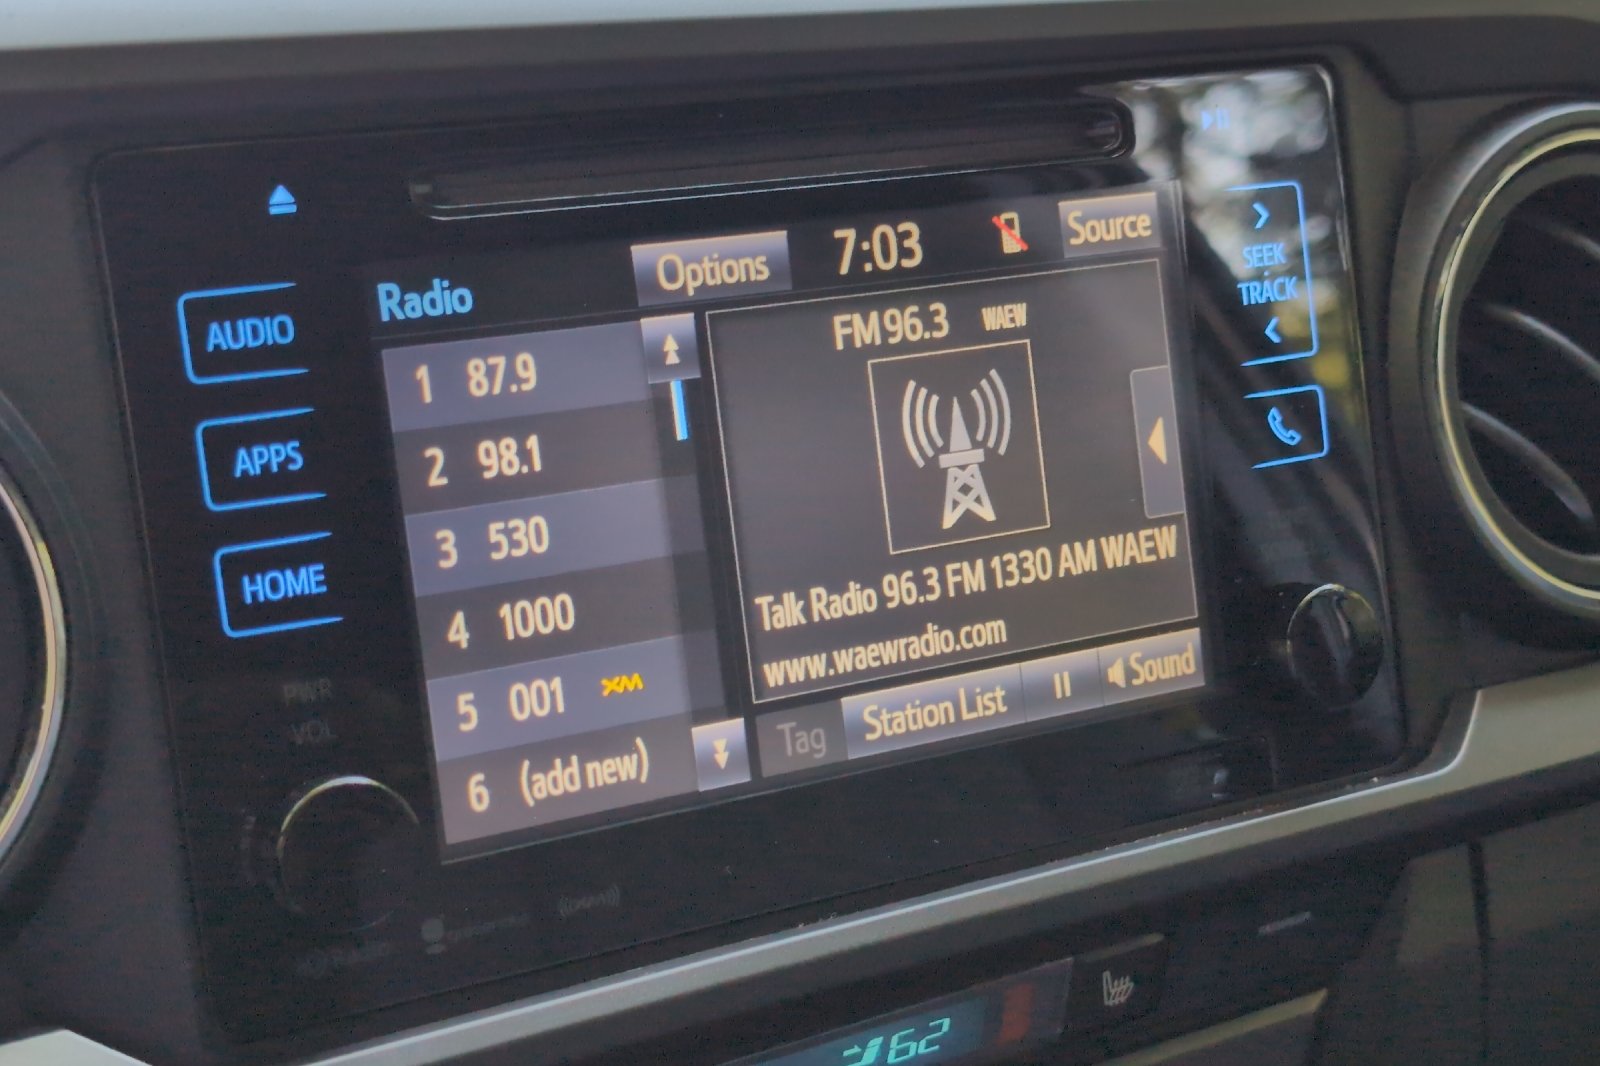 AUDIO
APPS
HOME
PWR
VOL
Radio
Options
7:03
Source
1 87.9
2 98.1
3 530
4 1000
5 001 XM
6 (add new)
FM 96.3 WAEW
Talk Radio 96.3 FM 1330 AM WAEW
www.waewradio.com
Tag
Station List
Sound
SEEK
TRACK
62